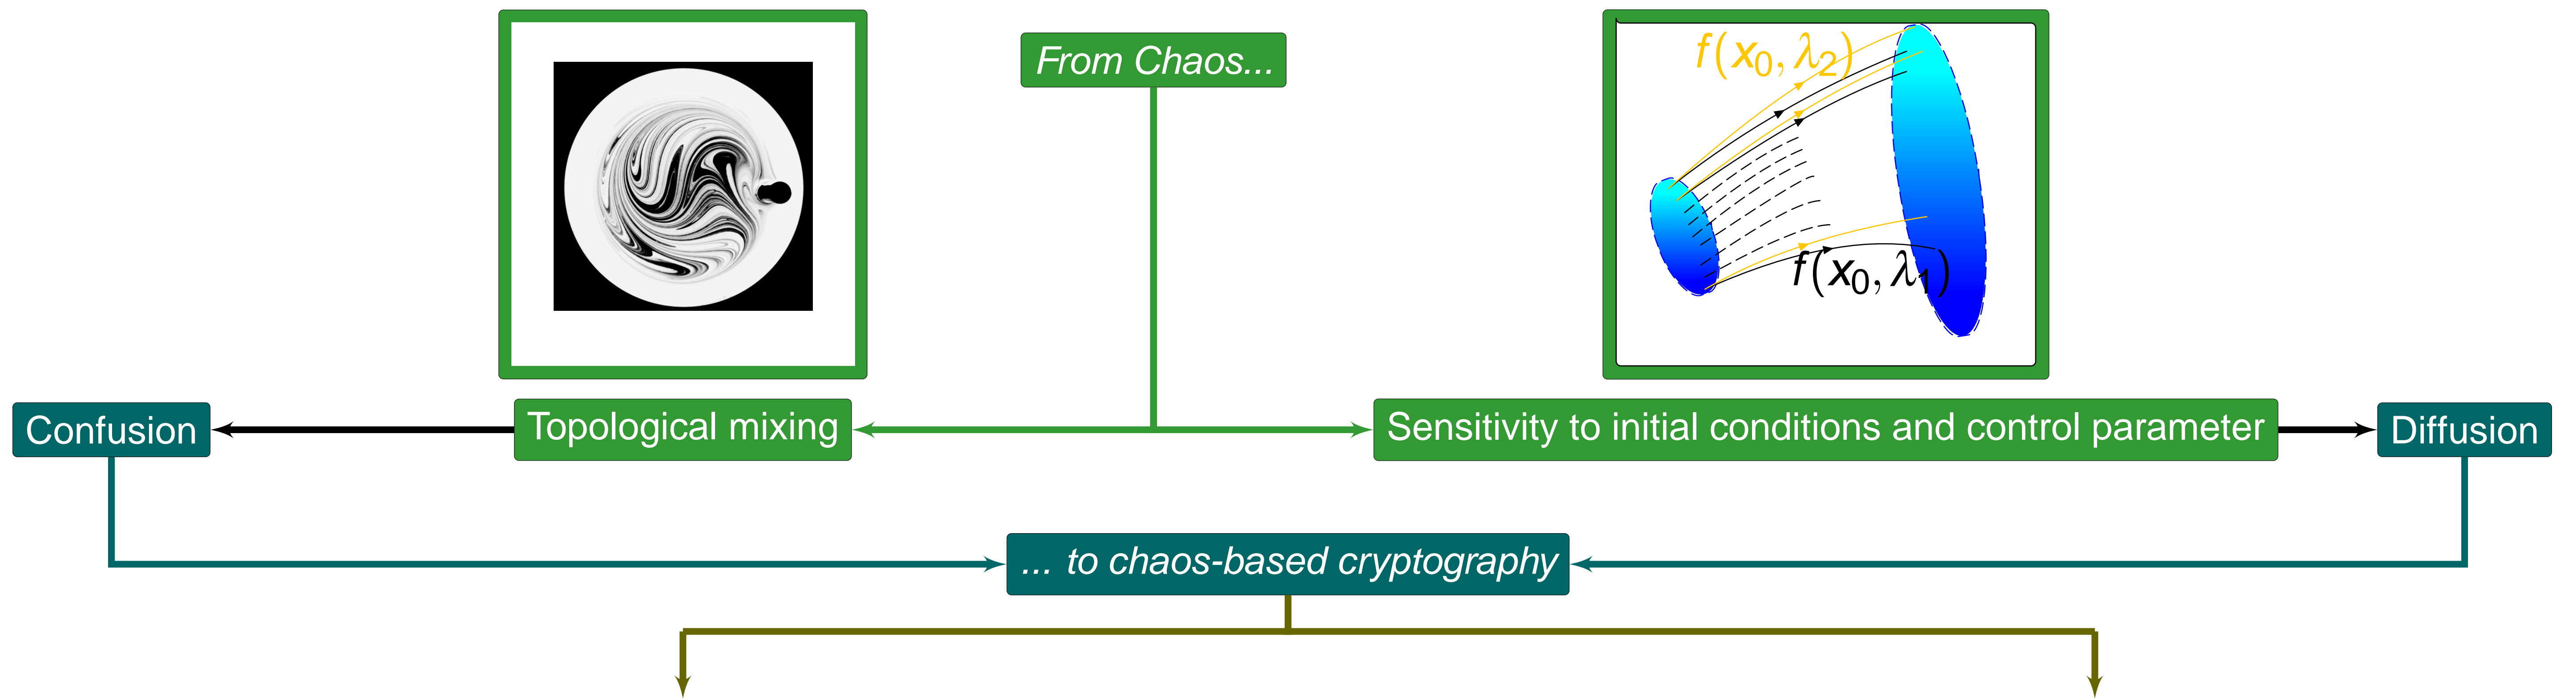 From Chaos...
f(x₀, λ₂)
f(x₀, λ₁)
Confusion
Topological mixing
Sensitivity to initial conditions and control parameter
Diffusion
... to chaos-based cryptography